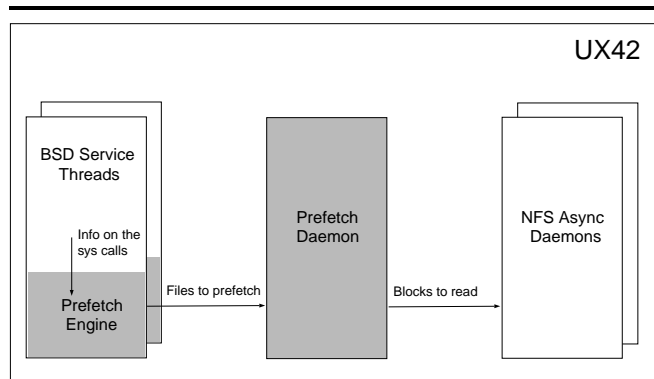 UX42
BSD Service
Threads
Info on the
sys calls
Prefetch
Engine
Files to prefetch
Prefetch
Daemon
Blocks to read
NFS Async
Daemons